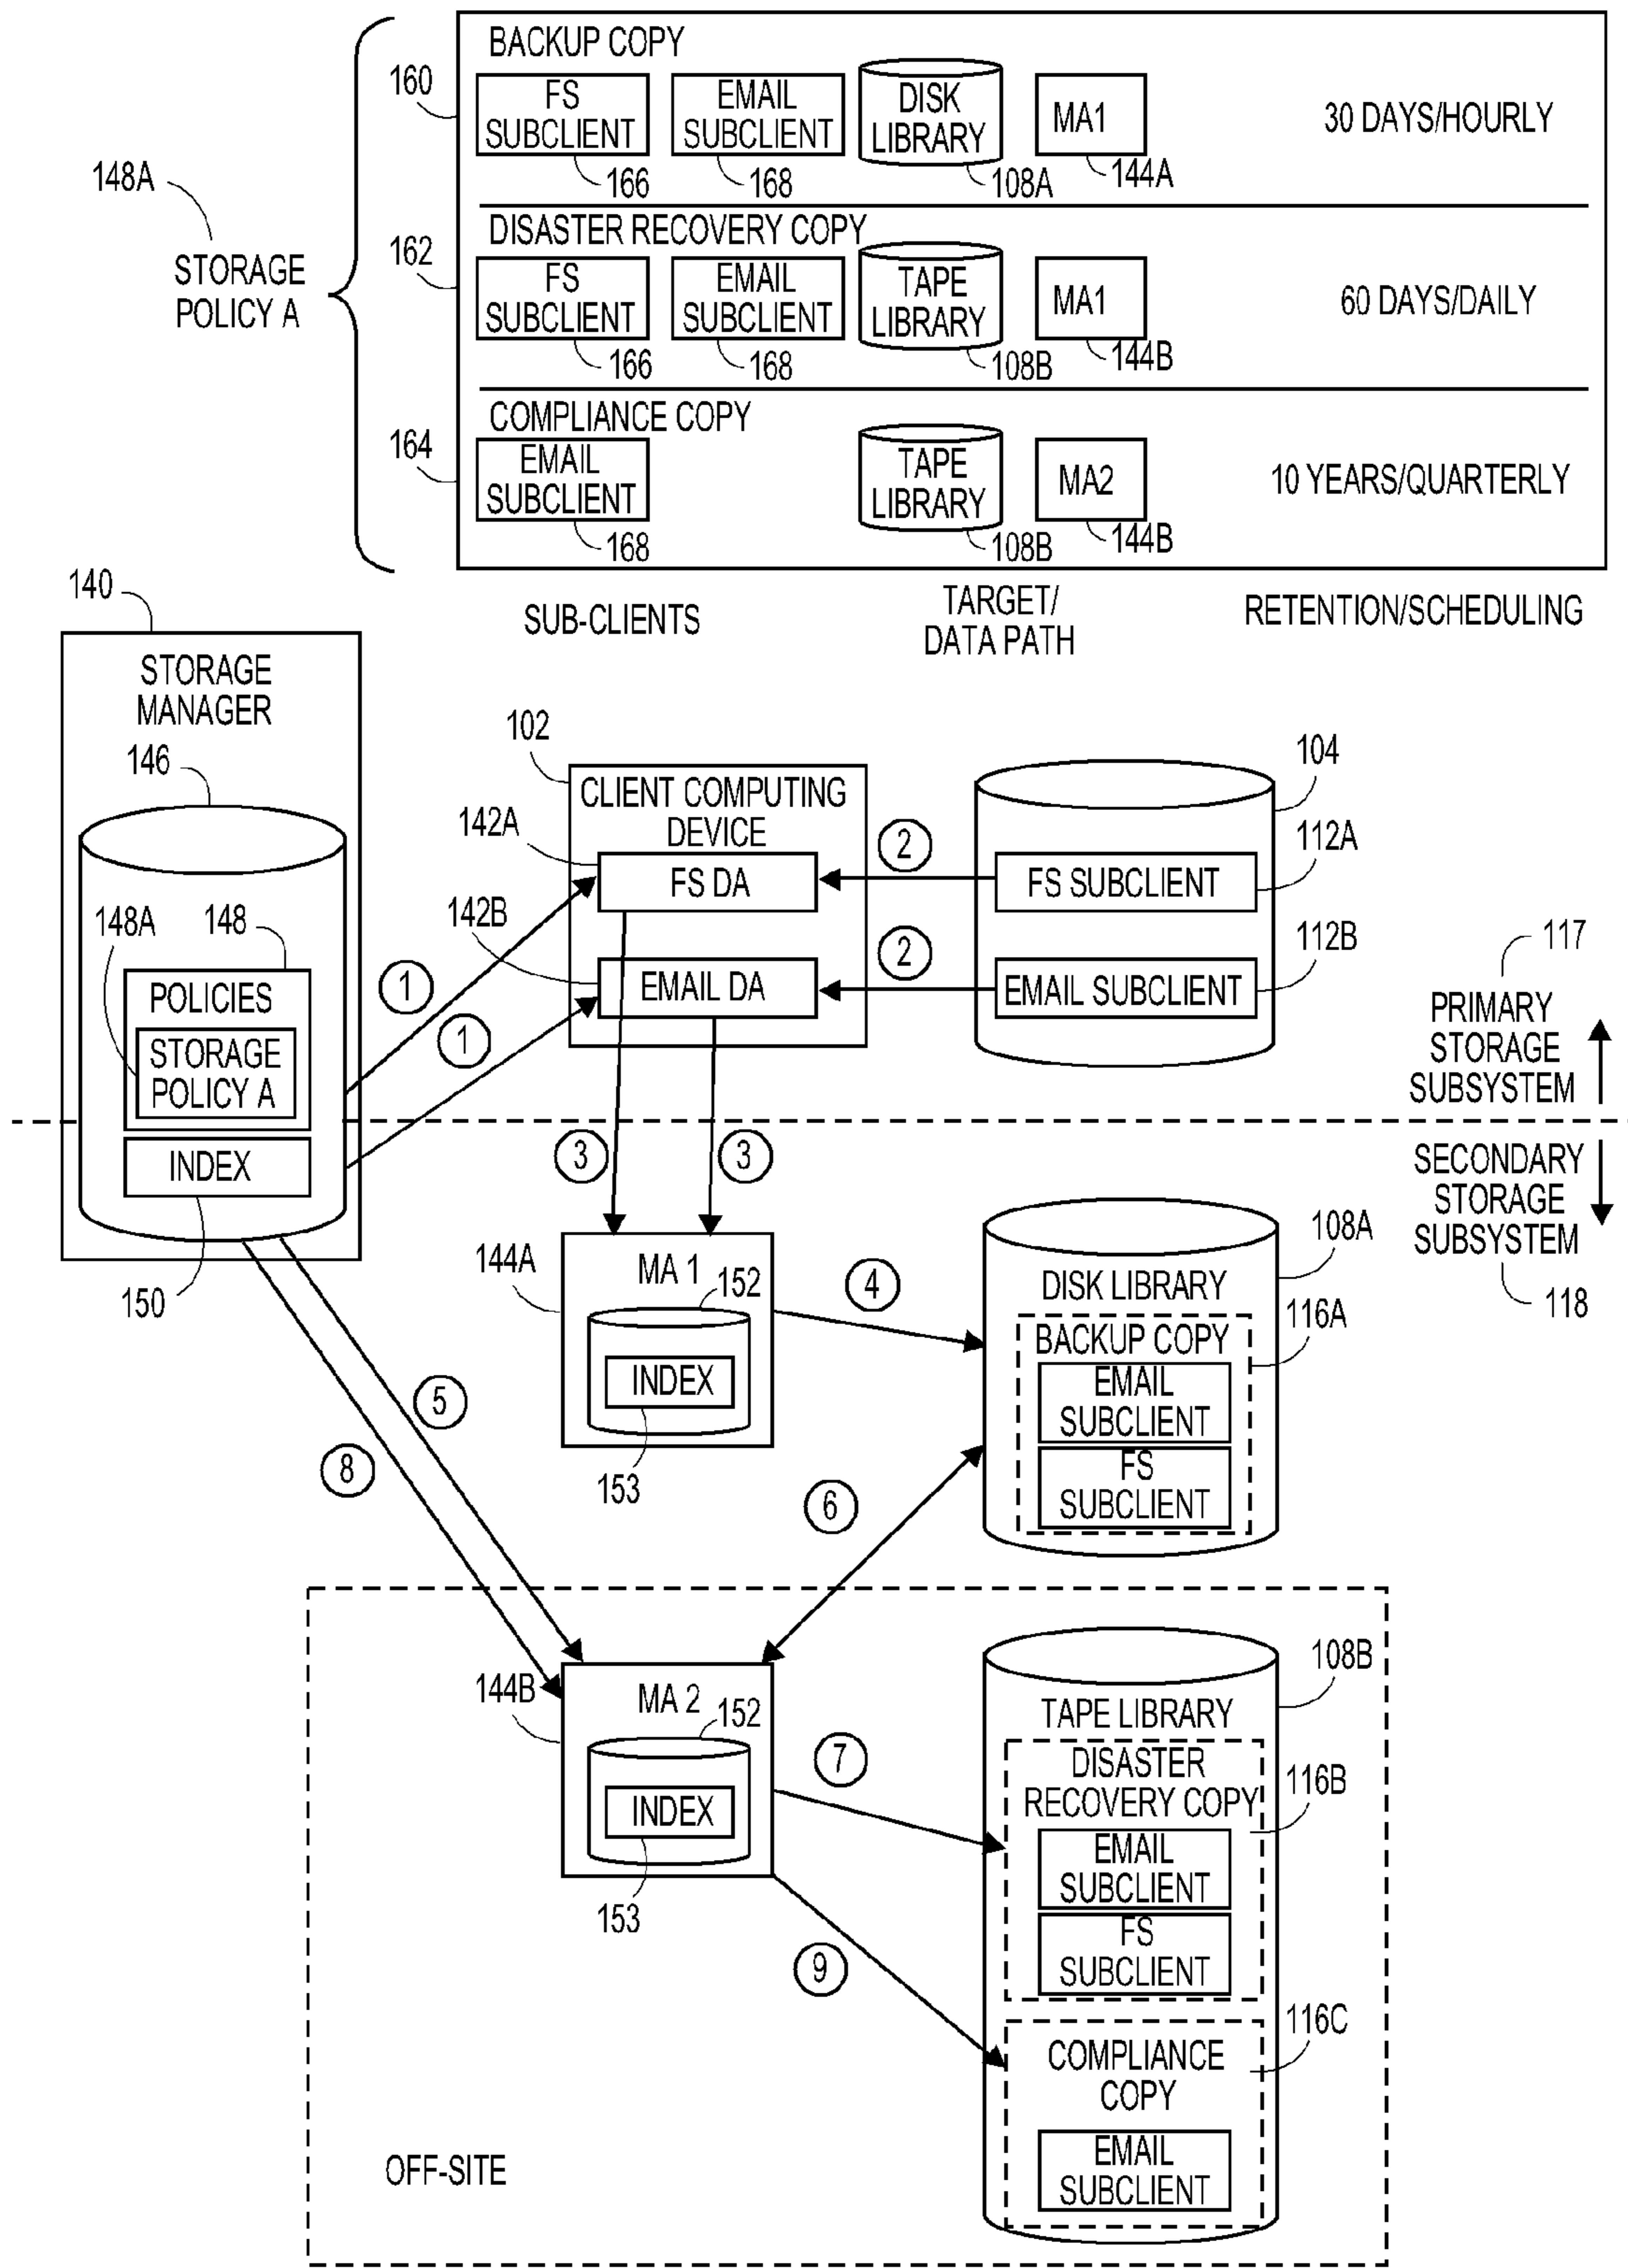 BACKUP COPY
160
FS
SUBCLIENT
166
EMAIL
SUBCLIENT
168
DISK
LIBRARY
108A
MA1
144A
30 DAYS/HOURLY
148A
STORAGE
POLICY A
DISASTER RECOVERY COPY
162
FS
SUBCLIENT
166
EMAIL
SUBCLIENT
168
TAPE
LIBRARY
108B
MA1
144B
60 DAYS/DAILY
COMPLIANCE COPY
164
EMAIL
SUBCLIENT
168
TAPE
LIBRARY
108B
MA2
144B
10 YEARS/QUARTERLY
SUB-CLIENTS
TARGET/
DATA PATH
RETENTION/SCHEDULING
140
STORAGE
MANAGER
146
148A
148
POLICIES
STORAGE
POLICY A
INDEX
150
102
CLIENT COMPUTING
DEVICE
142A
FS DA
142B
EMAIL DA
104
112A
FS SUBCLIENT
112B
EMAIL SUBCLIENT
1
1
2
2
117
PRIMARY
STORAGE
SUBSYSTEM
SECONDARY
STORAGE
SUBSYSTEM
118
3
3
144A
MA 1
152
INDEX
153
4
108A
DISK LIBRARY
116A
BACKUP COPY
EMAIL
SUBCLIENT
FS
SUBCLIENT
5
8
6
144B
MA 2
152
INDEX
153
7
9
108B
TAPE LIBRARY
DISASTER
RECOVERY COPY
116B
EMAIL
SUBCLIENT
FS
SUBCLIENT
116C
COMPLIANCE
COPY
EMAIL
SUBCLIENT
OFF-SITE